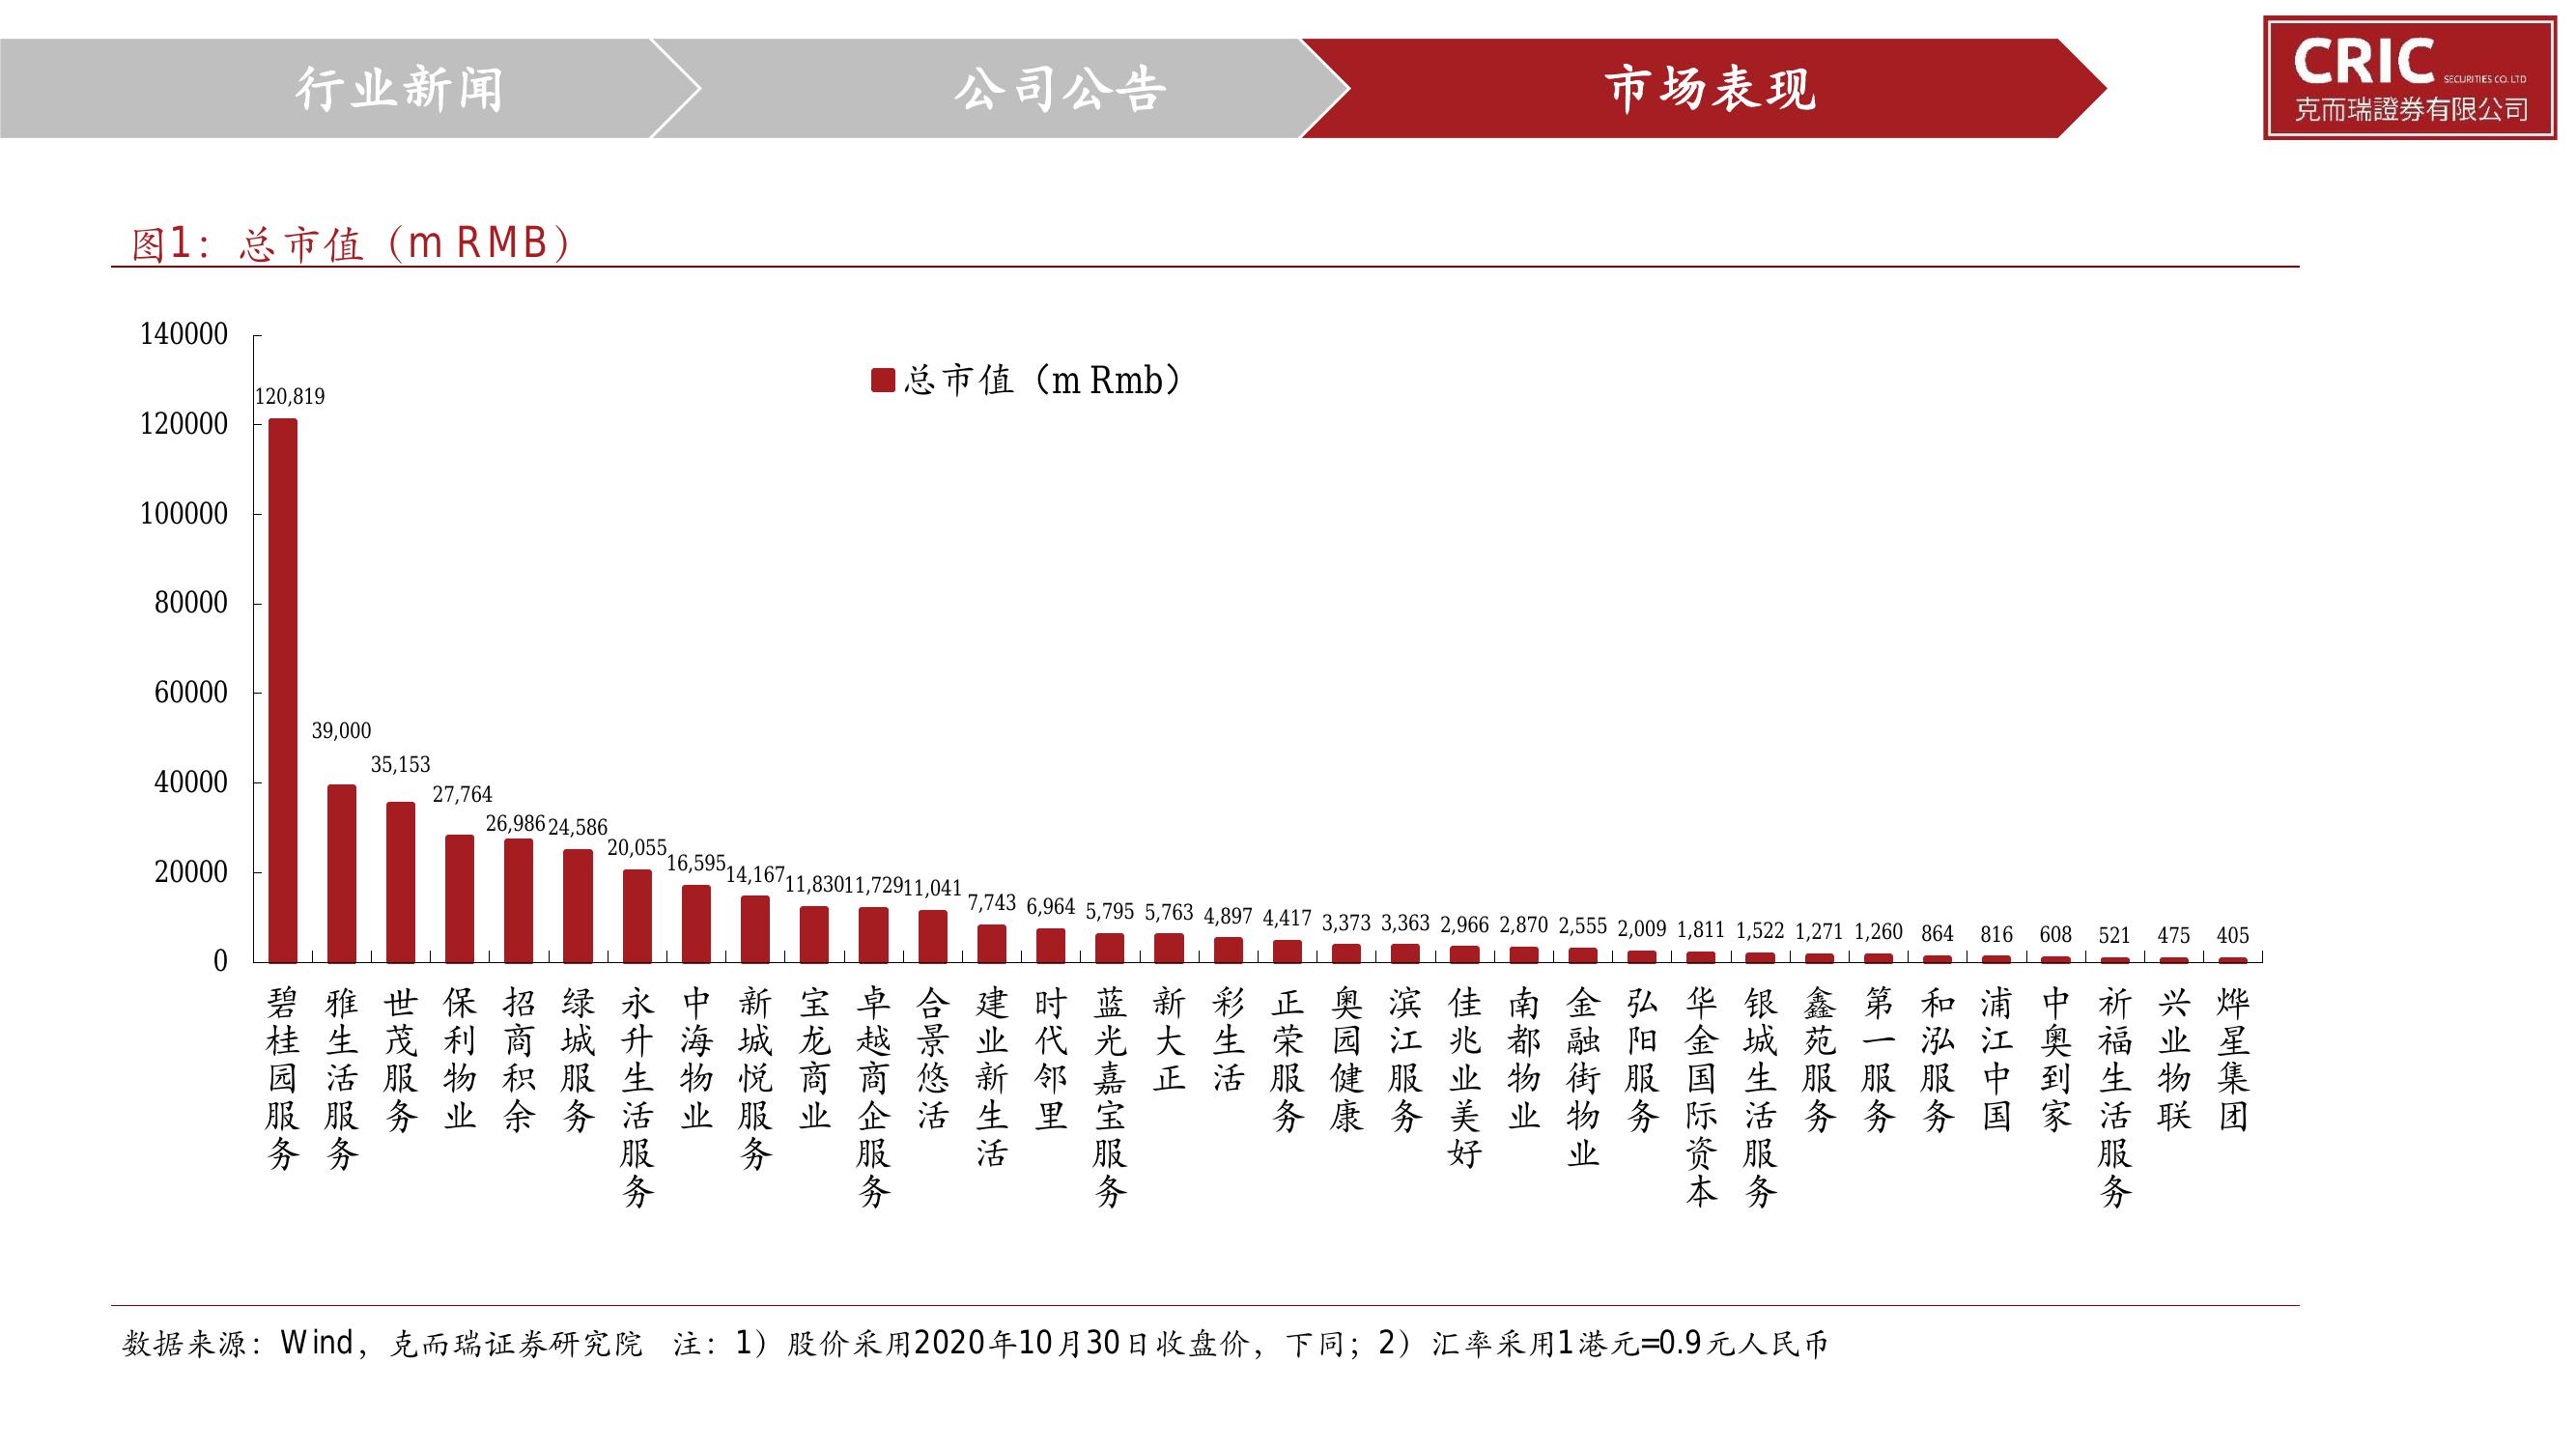 行业新闻
公司公告
市场表现
CRIC SECURITIES CO. LTD
克而瑞證券有限公司
图1：总市值（m RMB）
总市值（m Rmb）
140000
120000
100000
80000
60000
40000
20000
0
120,819
39,000
35,153
27,764
26,986
24,586
20,055
16,595
14,167
11,830
11,729
11,041
7,743
6,964
5,795
5,763
4,897
4,417
3,373
3,363
2,966
2,870
2,555
2,009
1,811
1,522
1,271
1,260
864
816
608
521
475
405
碧桂园服务
雅生活服务
世茂服务
保利物业
招商积余
绿城服务
永升生活服务
中海物业
新城悦服务
宝龙商业
卓越商企服务
合景悠活
建业新生活
时代邻里
蓝光嘉宝服务
新大正
彩生活
正荣服务
奥园健康
滨江服务
佳兆业美好
南都物业
金融街物业
弘阳服务
华金国际资本
银城生活服务
鑫苑服务
第一服务
和泓服务
浦江中国
中奥到家
祈福生活服务
兴业物联
烨星集团
数据来源：Wind，克而瑞证券研究院 注：1）股价采用2020年10月30日收盘价，下同；2）汇率采用1港元=0.9元人民币